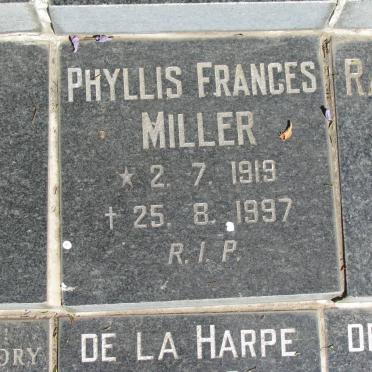 PHYLLIS FRANCES
MILLER
* 2. 7. 1919
† 25. 8. 1997
R.I.P.
DE LA HARPE